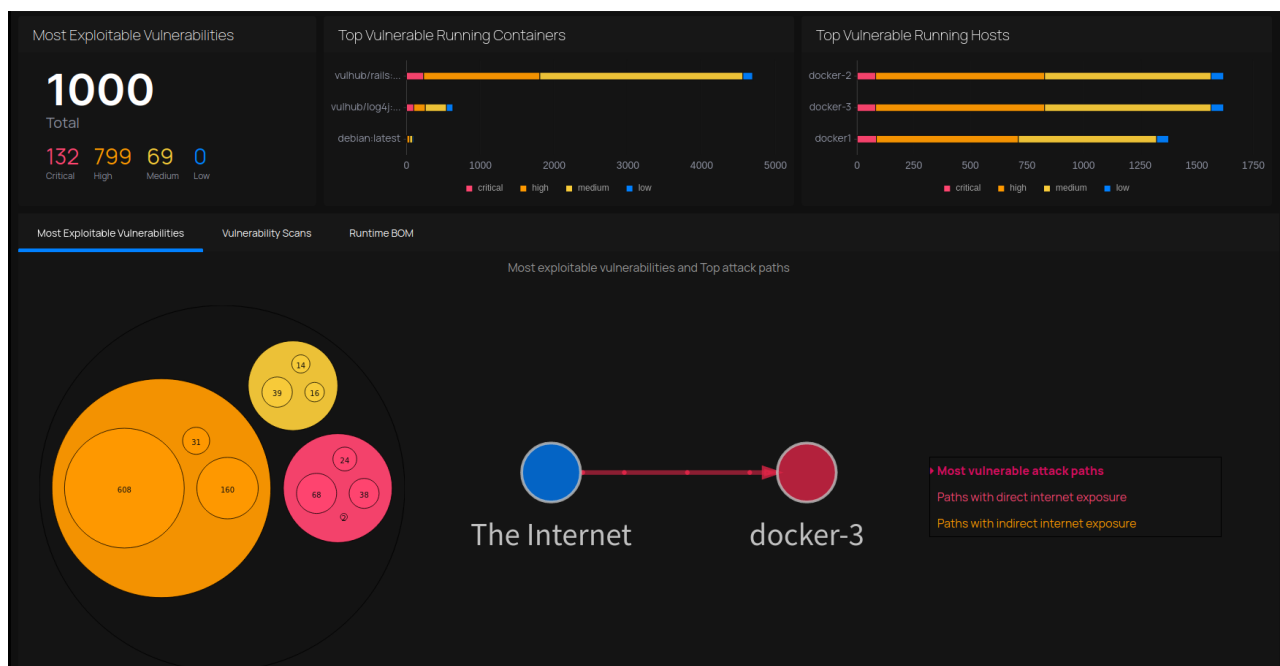 Most Exploitable Vulnerabilities
1000
Total
132 799 69 0
Critical High Medium Low
Top Vulnerable Running Containers
vulhub/rails:...
vulhub/log4j:...
debian:latest
0 1000 2000 3000 4000 5000
critical high medium low
Top Vulnerable Running Hosts
docker-2
docker-3
docker1
0 250 500 750 1000 1250 1500 1750
critical high medium low
Most Exploitable Vulnerabilities Vulnerability Scans Runtime BOM
Most exploitable vulnerabilities and Top attack paths
14
39 16
31
608 160
24
68 38
2
The Internet docker-3
Most vulnerable attack paths
Paths with direct internet exposure
Paths with indirect internet exposure